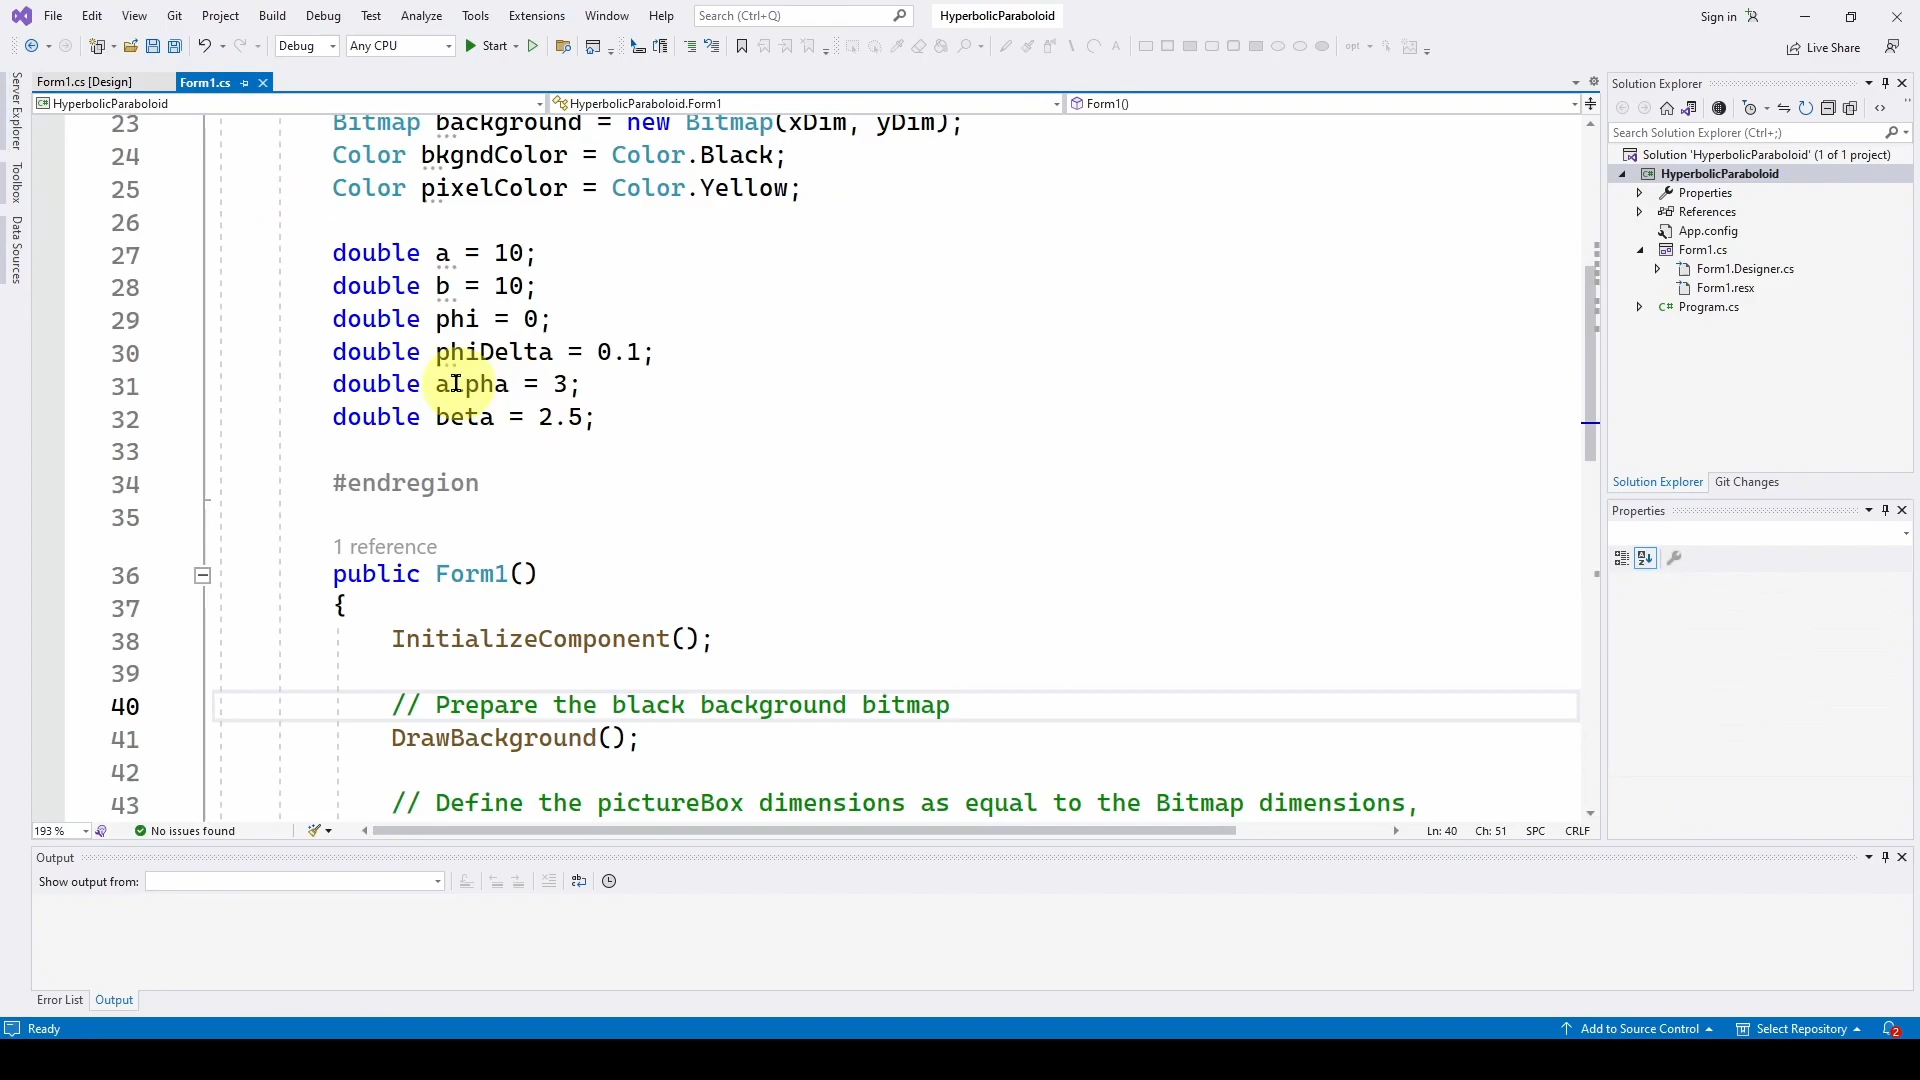 File Edit View Git Project Build Debug Test Analyze Tools Extensions Window Help Search (Ctrl+Q) HyperbolicParaboloid Sign in
Debug Any CPU Start Live Share
Server Explorer
Toolbox
Data Sources
Form1.cs [Design] Form1.cs
HyperbolicParaboloid HyperbolicParaboloid.Form1 Form1()
23 Bitmap background = new Bitmap(xDim, yDim);
24 Color bkgndColor = Color.Black;
25 Color pixelColor = Color.Yellow;
26
27 double a = 10;
28 double b = 10;
29 double phi = 0;
30 double phiDelta = 0.1;
31 double alpha = 3;
32 double beta = 2.5;
33
34 #endregion
35
1 reference
36 public Form1()
37 {
38 InitializeComponent();
39
40 // Prepare the black background bitmap
41 DrawBackground();
42
43 // Define the pictureBox dimensions as equal to the Bitmap dimensions,
193 % No issues found Ln: 40 Ch: 51 SPC CRLF
Solution Explorer
Search Solution Explorer (Ctrl+;)
Solution 'HyperbolicParaboloid' (1 of 1 project)
C# HyperbolicParaboloid
Properties
References
App.config
Form1.cs
Form1.Designer.cs
Form1.resx
C# Program.cs
Solution Explorer Git Changes
Properties
Output
Show output from:
Error List Output
Ready Add to Source Control Select Repository 2